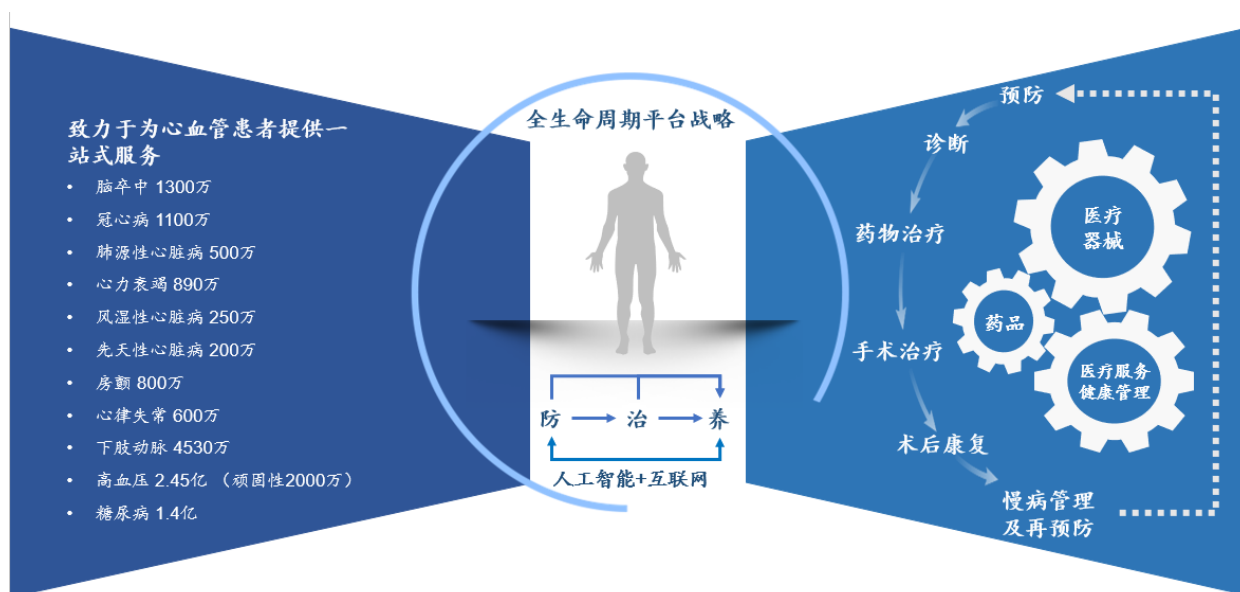 致力于为心血管患者提供一
站式服务
• 脑卒中 1300万
• 冠心病 1100万
• 肺源性心脏病 500万
• 心力衰竭 890万
• 风湿性心脏病 250万
• 先天性心脏病 200万
• 房颤 800万
• 心律失常 600万
• 下肢动脉 4530万
• 高血压 2.45亿 （顽固性2000万）
• 糖尿病 1.4亿
全生命周期平台战略
防 治 养
人工智能+互联网
预防
诊断
药物治疗
手术治疗
术后康复
慢病管理
及再预防
医疗
器械
药品
医疗服务
健康管理